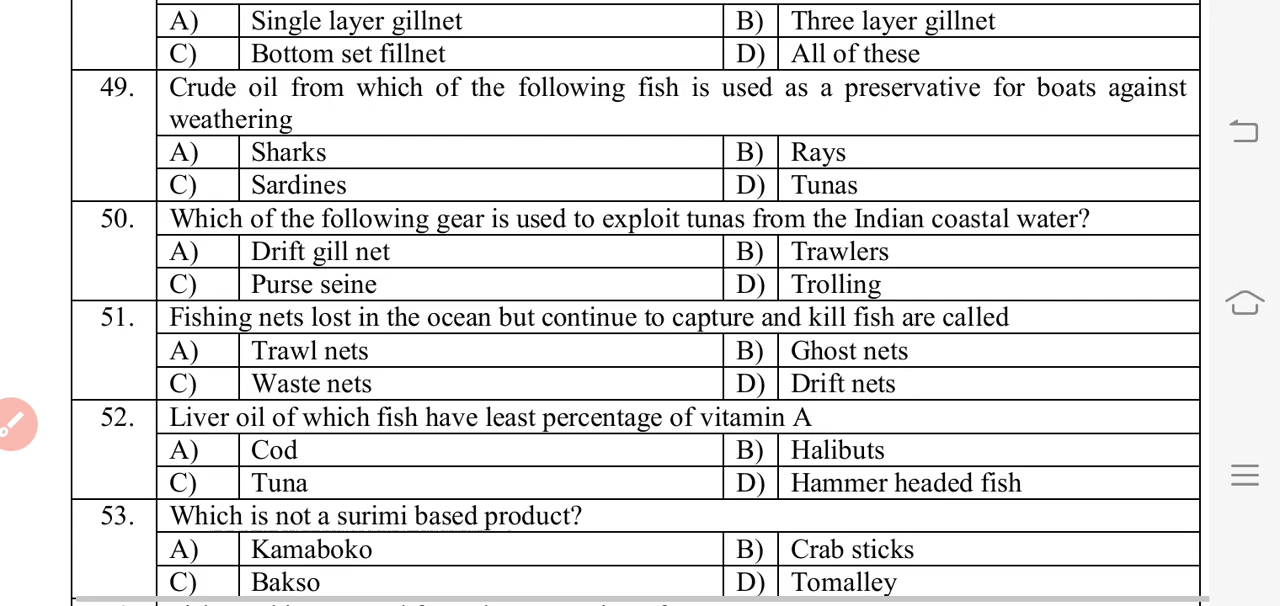 A) Single layer gillnet B) Three layer gillnet
C) Bottom set fillnet D) All of these
49. Crude oil from which of the following fish is used as a preservative for boats against
weathering
A) Sharks B) Rays
C) Sardines D) Tunas
50. Which of the following gear is used to exploit tunas from the Indian coastal water?
A) Drift gill net B) Trawlers
C) Purse seine D) Trolling
51. Fishing nets lost in the ocean but continue to capture and kill fish are called
A) Trawl nets B) Ghost nets
C) Waste nets D) Drift nets
52. Liver oil of which fish have least percentage of vitamin A
A) Cod B) Halibuts
C) Tuna D) Hammer headed fish
53. Which is not a surimi based product?
A) Kamaboko B) Crab sticks
C) Bakso D) Tomalley